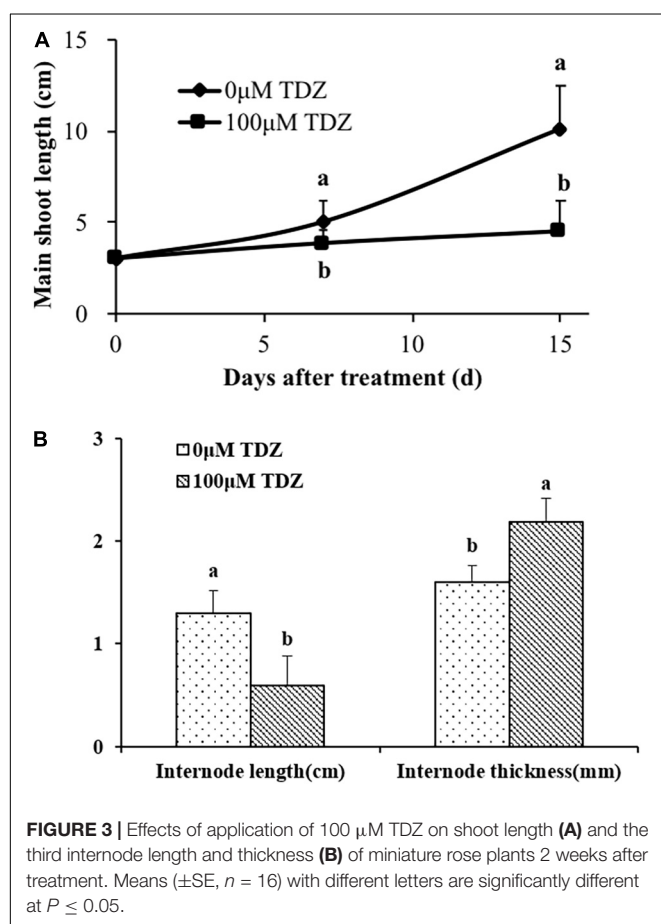 A
15
10
5
0
Main shoot length (cm)
0μM TDZ
100μM TDZ
a
a
b
b
0
5
10
15
Days after treatment (d)
B
3
2
1
0
0μM TDZ
100μM TDZ
a
b
b
a
Internode length(cm)
Internode thickness(mm)
FIGURE 3 | Effects of application of 100 μM TDZ on shoot length (A) and the
third internode length and thickness (B) of miniature rose plants 2 weeks after
treatment. Means (±SE, n = 16) with different letters are significantly different
at P ≤ 0.05.